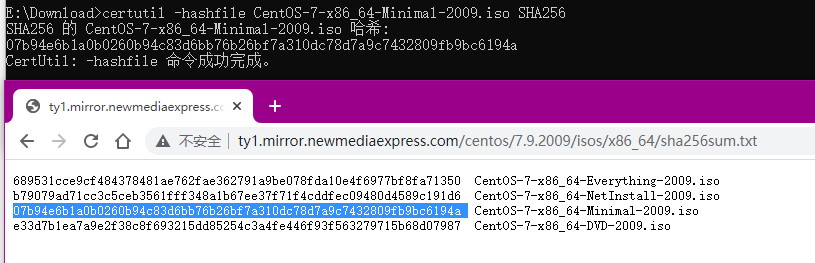 E:\Download>certutil -hashfile CentOS-7-x86_64-Minimal-2009.iso SHA256
SHA256 的 CentOS-7-x86_64-Minimal-2009.iso 哈希:
07b94e6b1a0b0260b94c83d6bb76b26bf7a310dc78d7a9c7432809fb9bc6194a
CertUtil: -hashfile 命令成功完成。
ty1.mirror.newmediaexpress.co
不安全 | ty1.mirror.newmediaexpress.com/centos/7.9.2009/isos/x86_64/sha256sum.txt
689531cce9cf484378481ae762fae362791a9be078fda10e4f6977bf8fa71350 CentOS-7-x86_64-Everything-2009.iso
b79079ad71cc3c5ceb3561fff348a1b67ee37f71f4cddfec09480d4589c191d6 CentOS-7-x86_64-NetInstall-2009.iso
07b94e6b1a0b0260b94c83d6bb76b26bf7a310dc78d7a9c7432809fb9bc6194a CentOS-7-x86_64-Minimal-2009.iso
e33d7b1ea7a9e2f38c8f693215dd85254c3a4fe446f93f563279715b68d07987 CentOS-7-x86_64-DVD-2009.iso